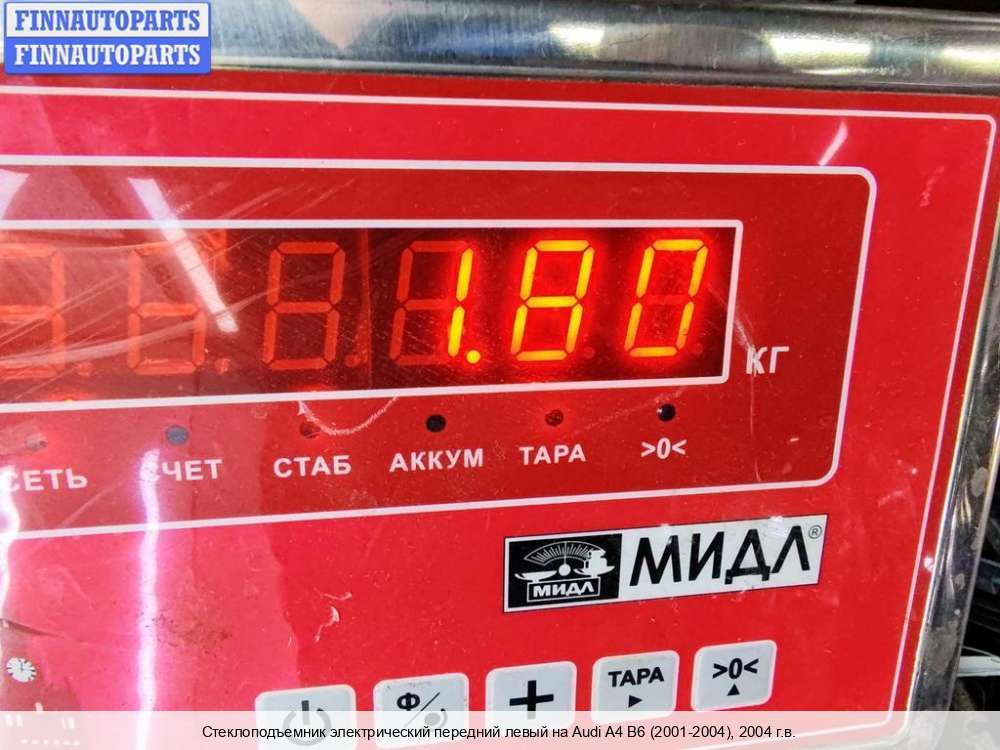 FINNAUTOPARTS
FINNAUTOPARTS
1.80
КГ
СЕТЬ СЧЕТ СТАБ АККУМ ТАРА >0<
МИДЛ МИДЛ®
Ф + ТАРА >0<
Стеклоподъемник электрический передний левый на Audi A4 B6 (2001-2004), 2004 г.в.